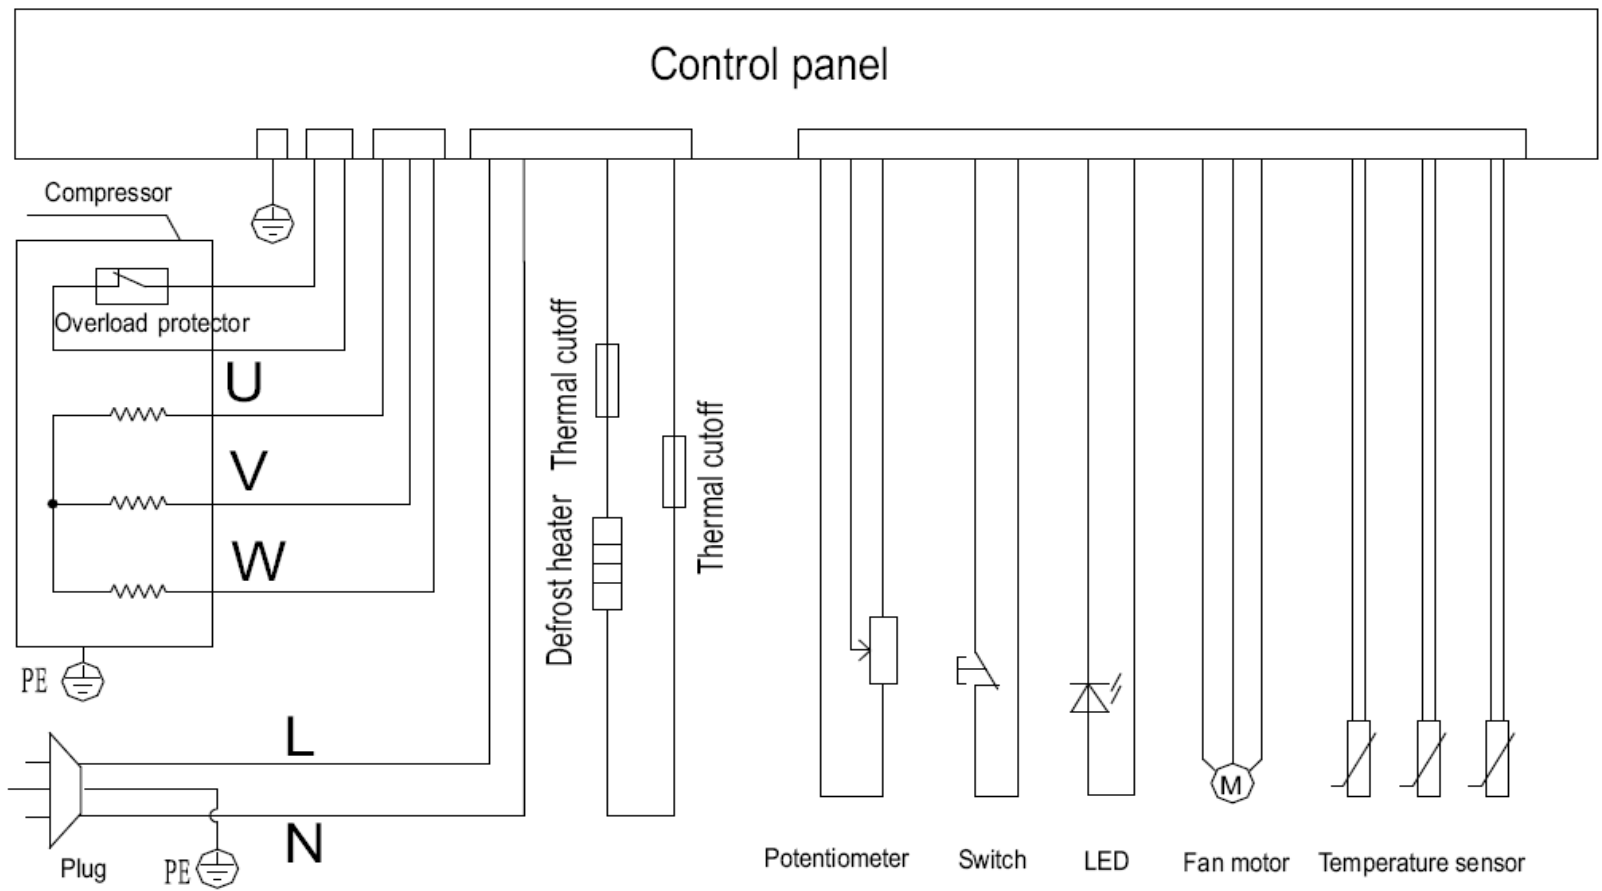 Control panel
Compressor
Overload protector
U
V
W
PE
L
N
Plug
PE
Thermal cutoff
Defrost heater
Thermal cutoff
M
Potentiometer
Switch
LED
Fan motor
Temperature sensor